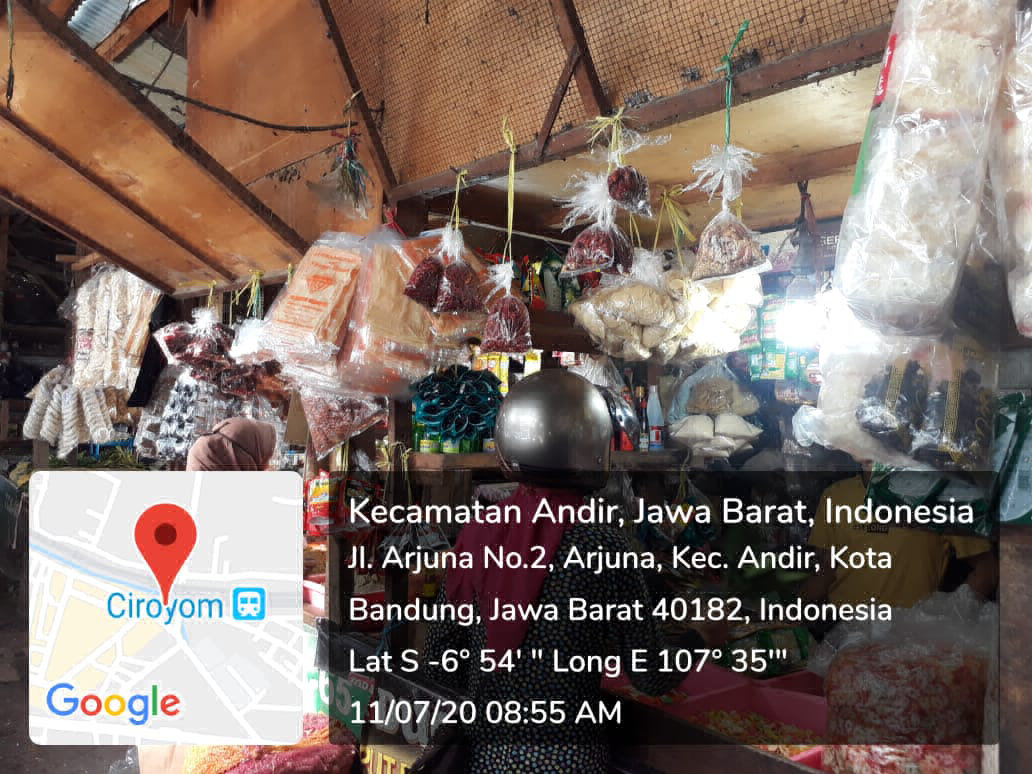 Kecamatan Andir, Jawa Barat, Indonesia
Jl. Arjuna No.2, Arjuna, Kec. Andir, Kota
Bandung, Jawa Barat 40182, Indonesia
Lat S -6° 54' " Long E 107° 35'"
11/07/20 08:55 AM
Ciroyom
Google